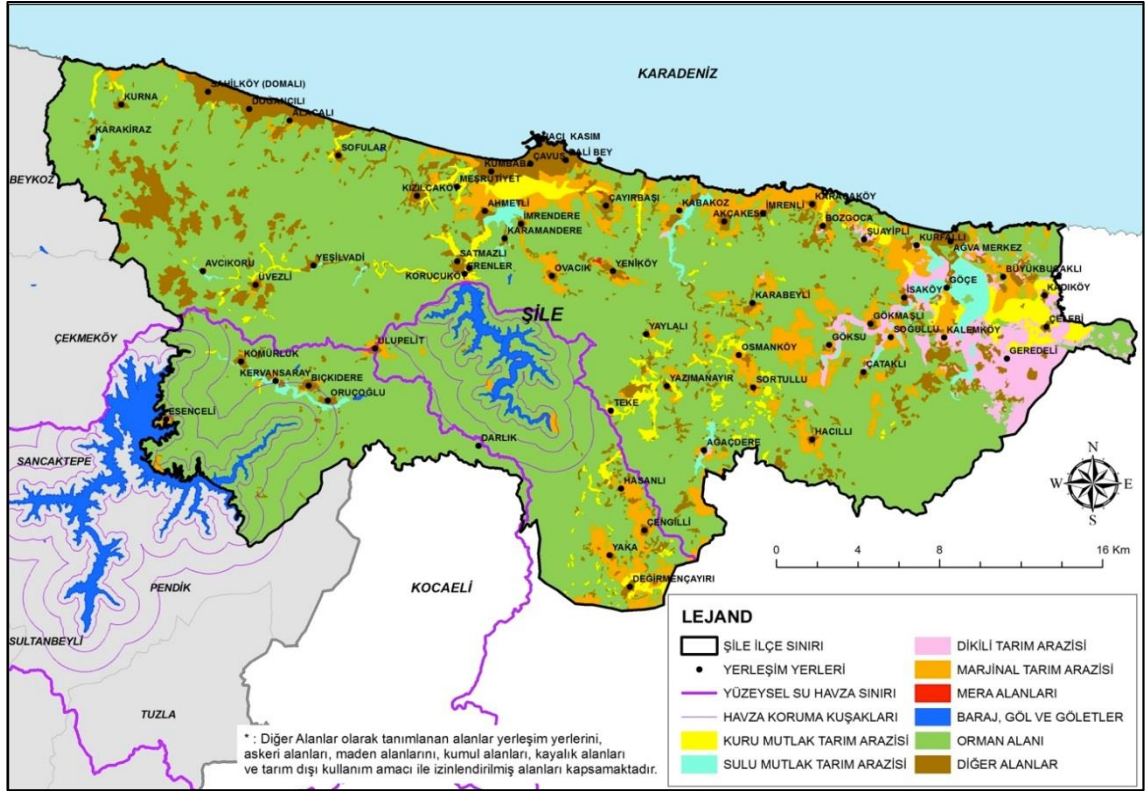 KARADENİZ
SAHİLKÖY (DOMALI)
KURNA
DOĞANCILI
ALACALI
KARAKİRAZ
SOFULAR
HACI KASIM
ÇAVUŞ
BALİ BEY
KUMBABA
MEŞRUTİYET
BEYKOZ
KIZILCAKÖY
AHMETLİ
ÇAYIRBAŞI
KABAKOZ
KARACAKÖY
İMRENLİ
AKÇAKESE
BOZGOCA
İMRENDERE
KARAMANDERE
ŞUAYİPLİ
KURFALLI
AĞVA MERKEZ
SATMAZLI
ERENLER
KORUCUKÖY
AVCIKORU
YEŞİLVADİ
ÜVEZLİ
OVACIK
YENİKÖY
BÜYÜKBUCAKLI
GÖÇE
İSAKÖY
KADIKÖY
KARABEYLİ
ŞİLE
GÖKMAŞLI
ÇELEBİ
ÇEKMEKÖY
YAYLALI
SOĞULLU
KALEMKÖY
GÖKSU
ULUPELİT
OSMANKÖY
GEREDELİ
KÖMÜRLÜK
KERVANSARAY
BIÇKIDERE
ORUÇOĞLU
YAZIMANAYIR
SORTULLU
ÇATAKLI
ESENÇELİ
TEKE
DARLIK
HACILLI
AĞAÇDERE
SANCAKTEPE
HASANLI
N
W E
S
ÇENGİLLİ
YAKA
0 4 8 16 Km
DEĞİRMENÇAYIRI
PENDİK
KOCAELİ
SULTANBEYLİ
TUZLA
LEJAND
ŞİLE İLÇE SINIRI
YERLEŞİM YERLERİ
YÜZEYSEL SU HAVZA SINIRI
HAVZA KORUMA KUŞAKLARI
KURU MUTLAK TARIM ARAZİSİ
SULU MUTLAK TARIM ARAZİSİ
DİKİLİ TARIM ARAZİSİ
MARJİNAL TARIM ARAZİSİ
MERA ALANLARI
BARAJ, GÖL VE GÖLETLER
ORMAN ALANI
DİĞER ALANLAR
* : Diğer Alanlar olarak tanımlanan alanlar yerleşim yerlerini,
askeri alanları, maden alanlarını, kumul alanları, kayalık alanları
ve tarım dışı kullanım amacı ile izinlendirilmiş alanları kapsamaktadır.